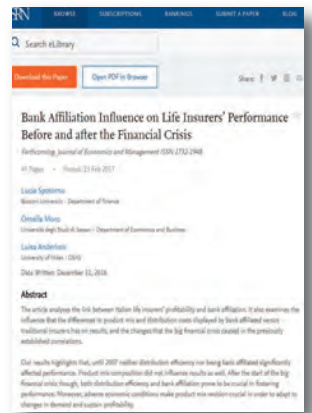 BROWSE SUBSCRIPTIONS RANKINGS SUBMIT A PAPER BLOG
Search eLibrary
Download this Paper Open PDF in Browser Share:
Bank Affiliation Influence on Life Insurers' Performance
Before and after the Financial Crisis
Forthcoming, Journal of Economics and Management ISSN 1732-1948
41 Pages • Posted: 23 Feb 2017
Lucia Spotorno
Bocconi University - Department of Finance
Ornella Moro
Università degli Studi di Sassari - Department of Economics and Business
Luisa Anderloni
University of Milan - DEMM
Date Written: December 11, 2016
Abstract
The article analyses the link between Italian life insurers' profitability and bank affiliation. It also examines the
influence that the differences in product mix and distribution costs displayed by bank affiliated versus
traditional insurers has on results, and the changes that the big financial crisis caused in the previously
established correlations.
Our results highlights that, until 2007 neither distribution efficiency nor being bank affiliated significantly
affected performance. Product mix composition did not influence results as well. After the start of the big
financial crisis though, both distribution efficiency and bank affiliation prove to be crucial in fostering
performance. Moreover, adverse economic conditions make product mix revision crucial in order to adapt to
changes in demand and sustain profitability.